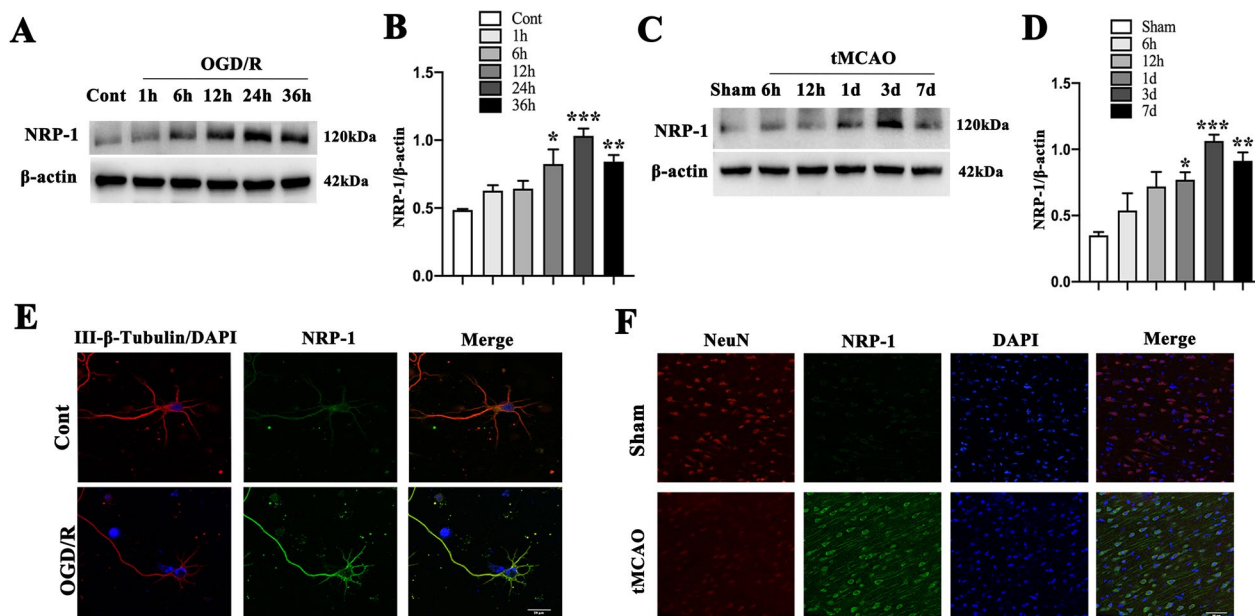 A
OGD/R
Cont 1h 6h 12h 24h 36h
NRP-1 120kDa
β-actin 42kDa
B
Cont
1h
6h
12h
24h
36h
NRP-1/β-actin
1.5
1.0
0.5
0.0
*
***
**
C
tMCAO
Sham 6h 12h 1d 3d 7d
NRP-1 120kDa
β-actin 42kDa
D
Sham
6h
12h
1d
3d
7d
NRP-1/β-actin
1.5
1.0
0.5
0.0
*
***
**
E
III-β-Tubulin/DAPI NRP-1 Merge
Cont
OGD/R
F
NeuN NRP-1 DAPI Merge
Sham
tMCAO